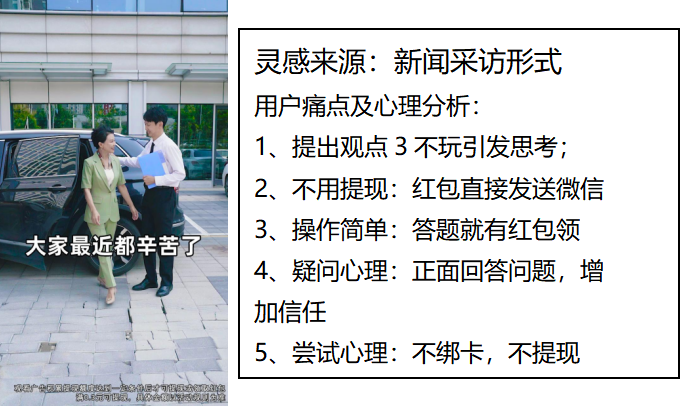 灵感来源：新闻采访形式
用户痛点及心理分析：
1、提出观点3不玩引发思考；
2、不用提现：红包直接发送微信
3、操作简单：答题就有红包领
4、疑问心理：正面回答问题，增
加信任
5、尝试心理：不绑卡，不提现
大家最近都辛苦了